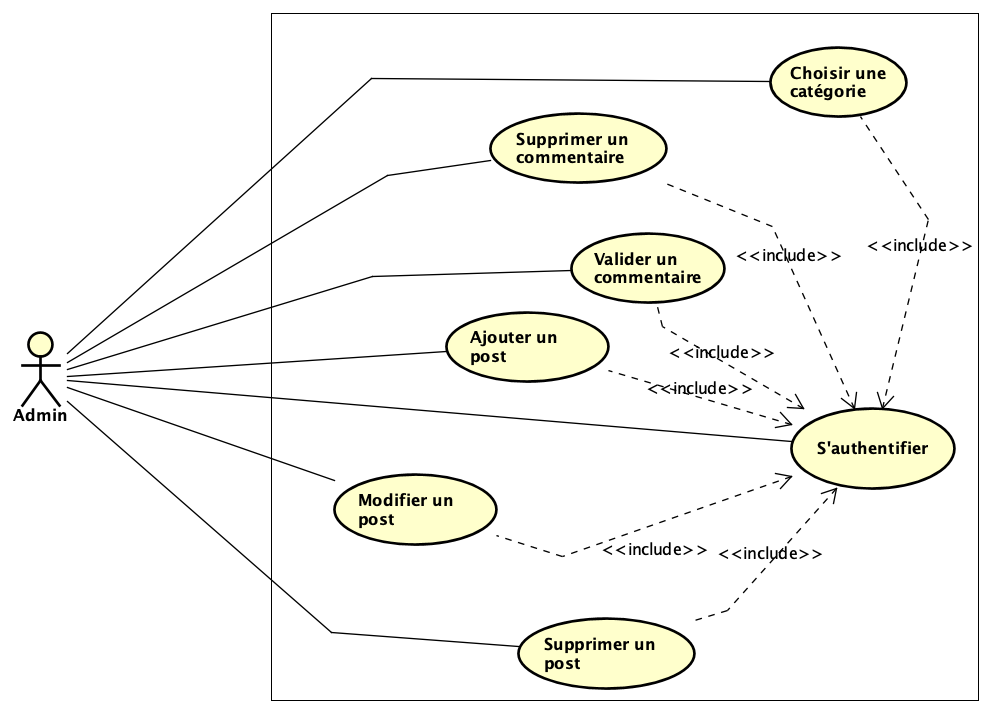 Choisir une
catégorie
Supprimer un
commentaire
<<include>>
<<include>>
Valider un
commentaire
Ajouter un
post
<<include>>
<<include>>
Admin
S'authentifier
Modifier un
post
<<include>>
<<include>>
Supprimer un
post